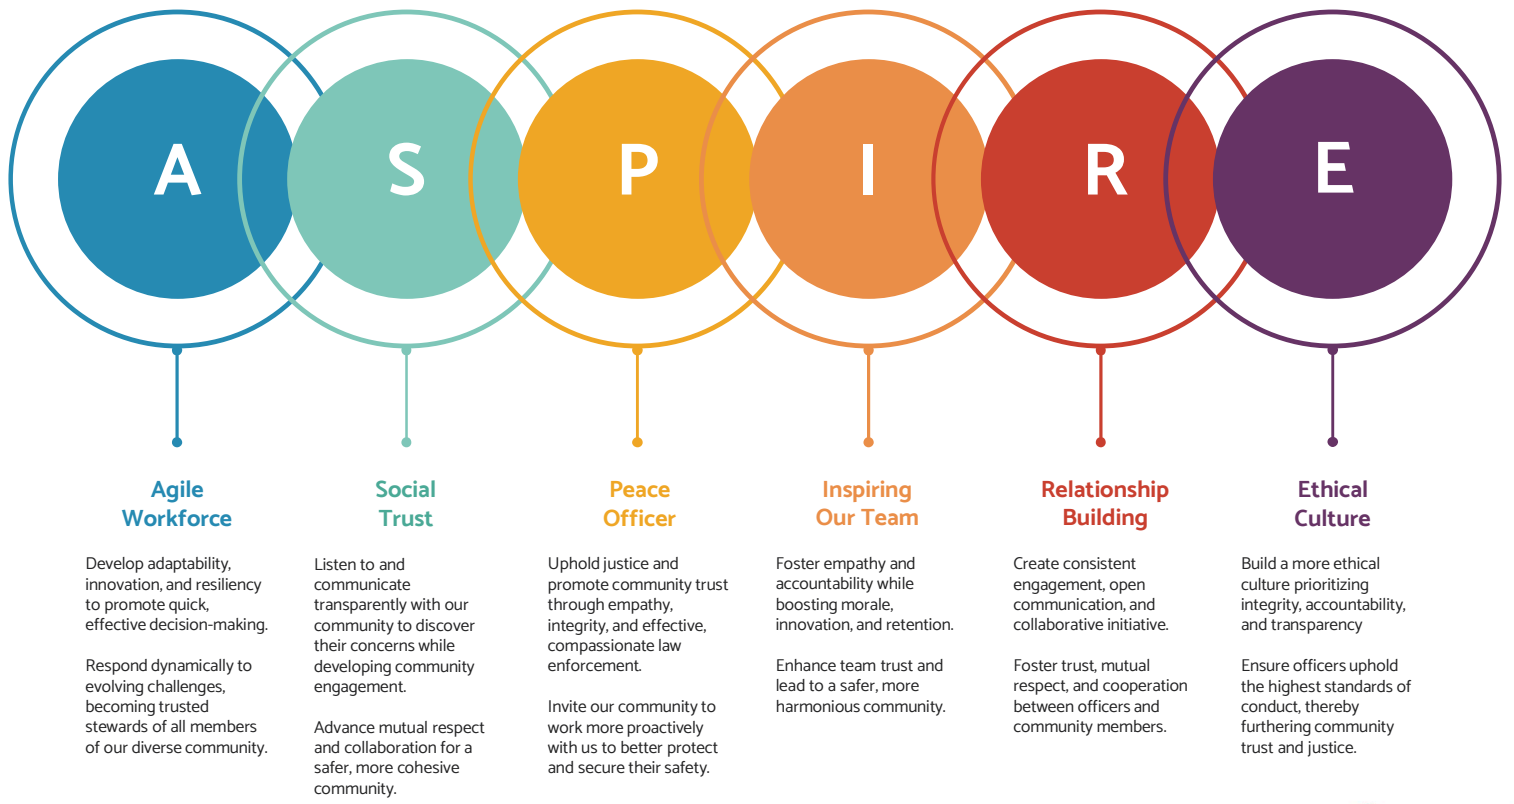 A
S
P
I
R
E
Agile
Workforce
Develop adaptability,
innovation, and resiliency
to promote quick,
effective decision-making.
Respond dynamically to
evolving challenges,
becoming trusted
stewards of all members
of our diverse community.
Social
Trust
Listen to and
communicate
transparently with our
community to discover
their concerns while
developing community
engagement.
Advance mutual respect
and collaboration for a
safer, more cohesive
community.
Peace
Officer
Uphold justice and
promote community trust
through empathy,
integrity, and effective,
compassionate law
enforcement.
Invite our community to
work more proactively
with us to better protect
and secure their safety.
Inspiring
Our Team
Foster empathy and
accountability while
boosting morale,
innovation, and retention.
Enhance team trust and
lead to a safer, more
harmonious community.
Relationship
Building
Create consistent
engagement, open
communication, and
collaborative initiative.
Foster trust, mutual
respect, and cooperation
between officers and
community members.
Ethical
Culture
Build a more ethical
culture prioritizing
integrity, accountability,
and transparency
Ensure officers uphold
the highest standards of
conduct, thereby
furthering community
trust and justice.